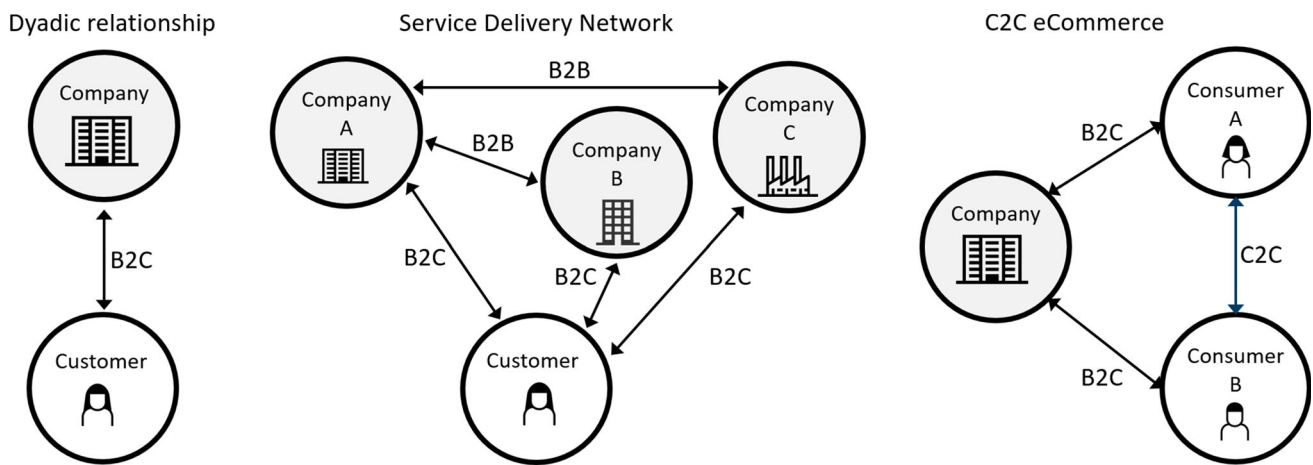 Dyadic relationship
Company
B2C
Customer
Service Delivery Network
Company
A
B2B
Company
C
B2B
Company
B
B2C
B2C
B2C
Customer
C2C eCommerce
Consumer
A
B2C
Company
C2C
B2C
Consumer
B